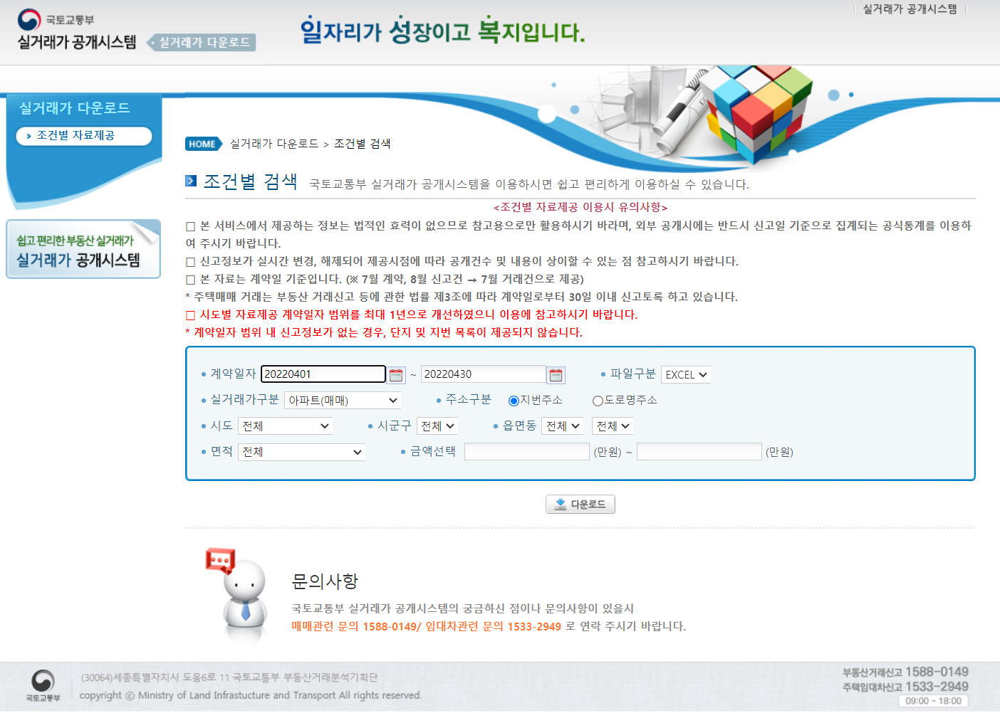 국토교통부
실거래가 공개시스템
실거래가 다운로드
일자리가 성장이고 복지입니다.
실거래가 공개시스템
실거래가 다운로드
조건별 자료제공
쉽고 편리한 부동산 실거래가
실거래가 공개시스템
HOME 실거래가 다운로드 > 조건별 검색
조건별 검색 국토교통부 실거래가 공개시스템을 이용하시면 쉽고 편리하게 이용하실 수 있습니다.
<조건별 자료제공 이용시 유의사항>
□ 본 서비스에서 제공하는 정보는 법적인 효력이 없으므로 참고용으로만 활용하시기 바라며, 외부 공개시에는 반드시 신고일 기준으로 집계되는 공식통계를 이용하
여 주시기 바랍니다.
□ 신고정보가 실시간 변경, 해제되어 제공시점에 따라 공개건수 및 내용이 상이할 수 있는 점 참고하시기 바랍니다.
□ 본 자료는 계약일 기준입니다. (※ 7월 계약, 8월 신고건 → 7월 거래건으로 제공)
* 주택매매 거래는 부동산 거래신고 등에 관한 법률 제3조에 따라 계약일로부터 30일 이내 신고토록 하고 있습니다.
□ 시도별 자료제공 계약일자 범위를 최대 1년으로 개선하였으니 이용에 참고하시기 바랍니다.
* 계약일자 범위 내 신고정보가 없는 경우, 단지 및 지번 목록이 제공되지 않습니다.
계약일자 20220401 ~ 20220430 파일구분 EXCEL
실거래가구분 아파트(매매) 주소구분 지번주소 도로명주소
시도 전체 시군구 전체 읍면동 전체 전체
면적 전체 금액선택 (만원) ~ (만원)
다운로드
문의사항
국토교통부 실거래가 공개시스템의 궁금하신 점이나 문의사항이 있을시
매매관련 문의 1588-0149/ 임대차관련 문의 1533-2949 로 연락 주시기 바랍니다.
국토교통부
(30064)세종특별자치시 도움6로 11 국토교통부 부동산거래분석기획단
copyright ⓒ Ministry of Land Infrastucture and Transport All rights reserved.
부동산거래신고 1588-0149
주택임대차신고 1533-2949
09:00 ~ 18:00